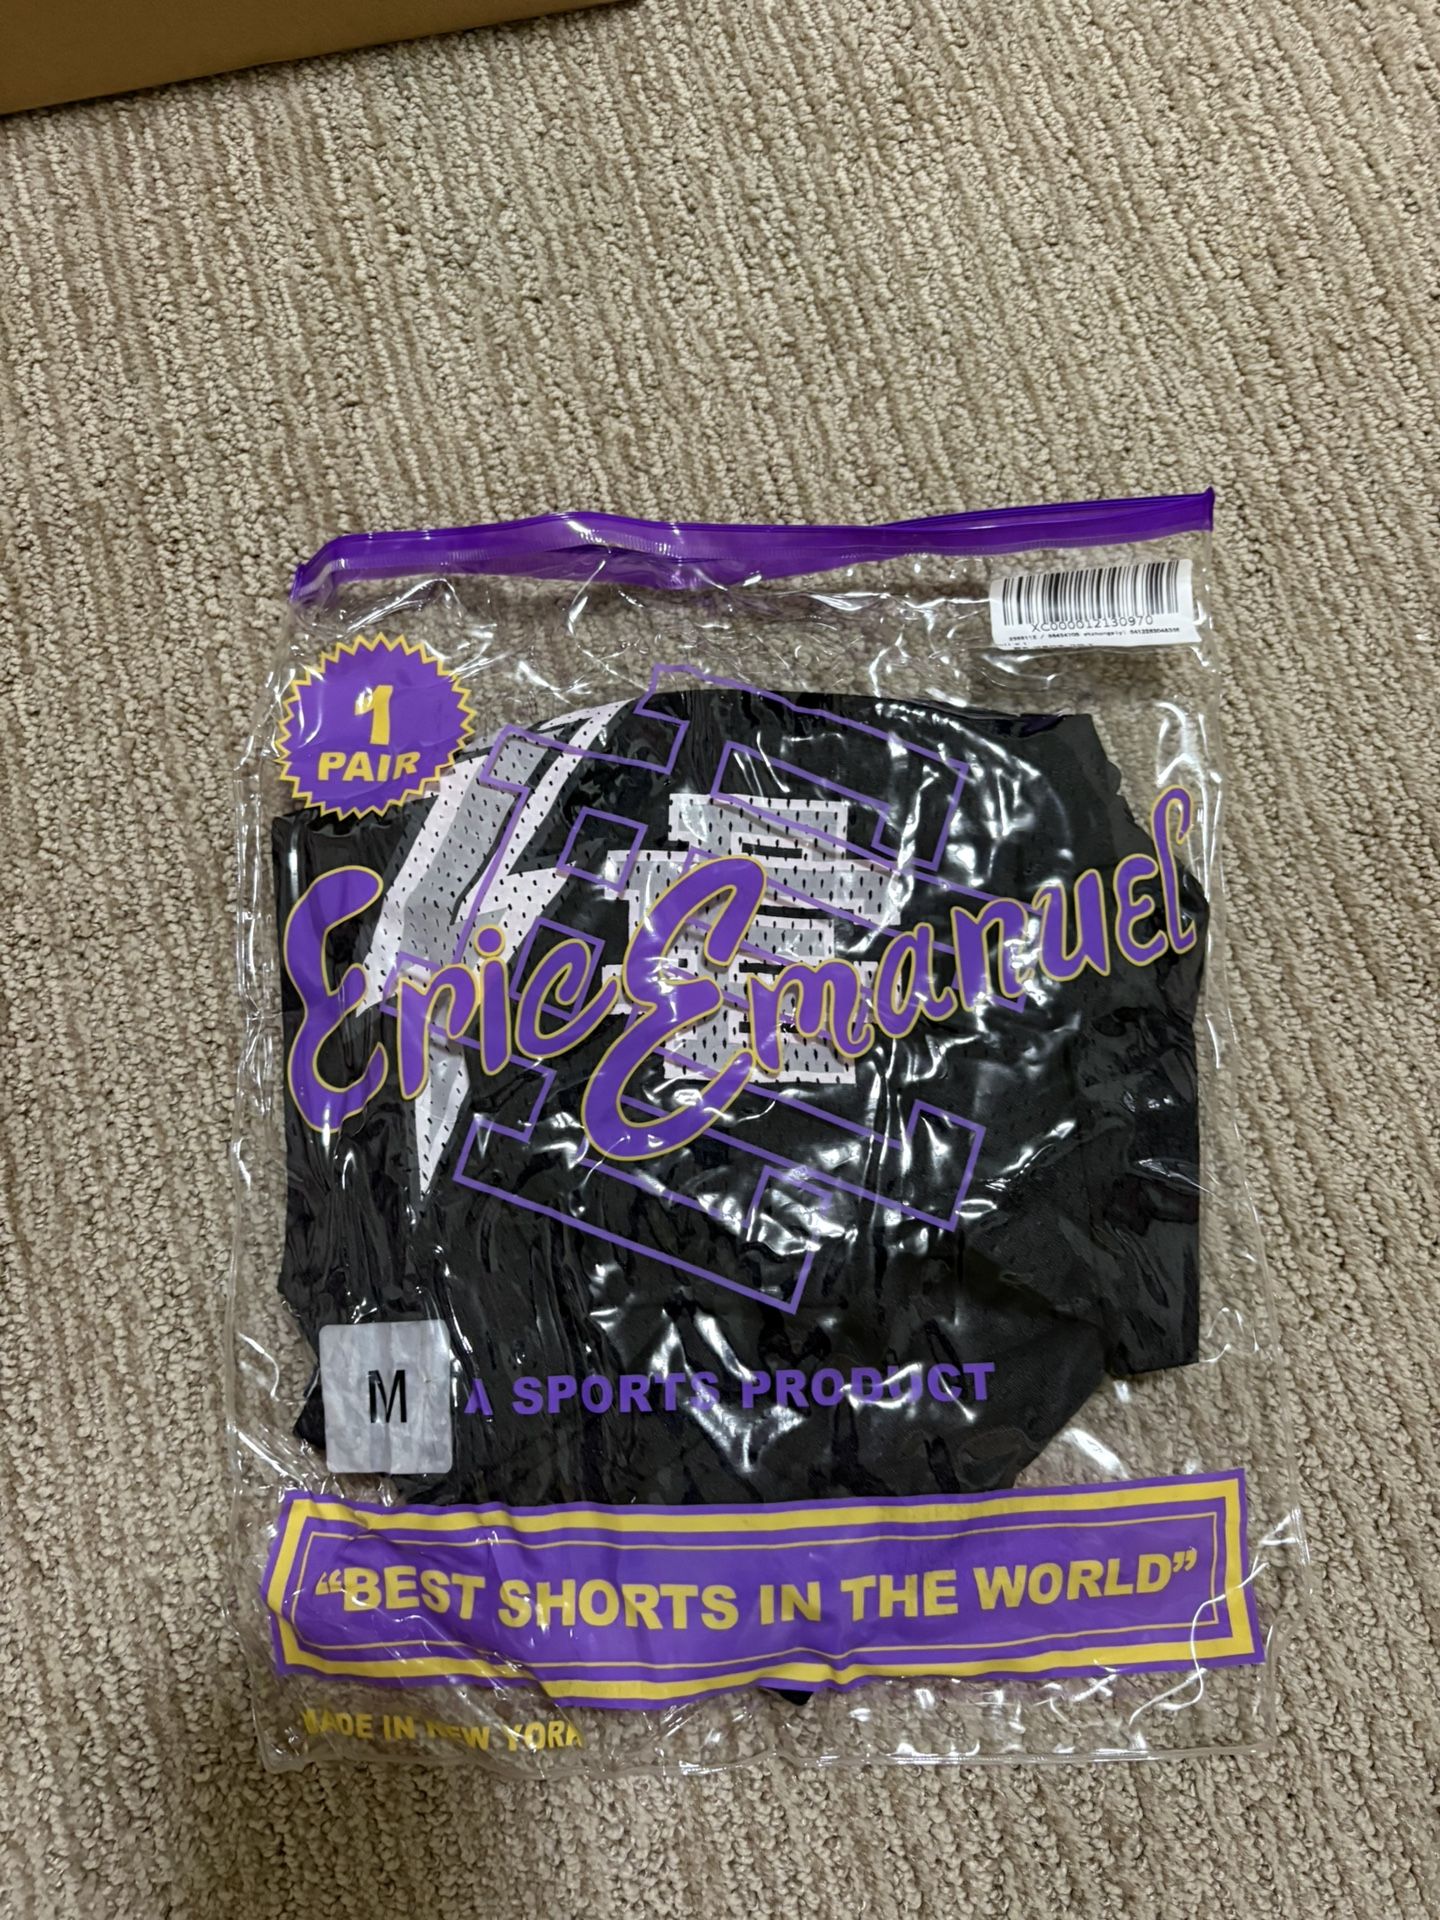 XC000012130970
1
PAIR
Eric Emanuel
M
A SPORTS PRODUCT
“BEST SHORTS IN THE WORLD”
MADE IN NEW YORK